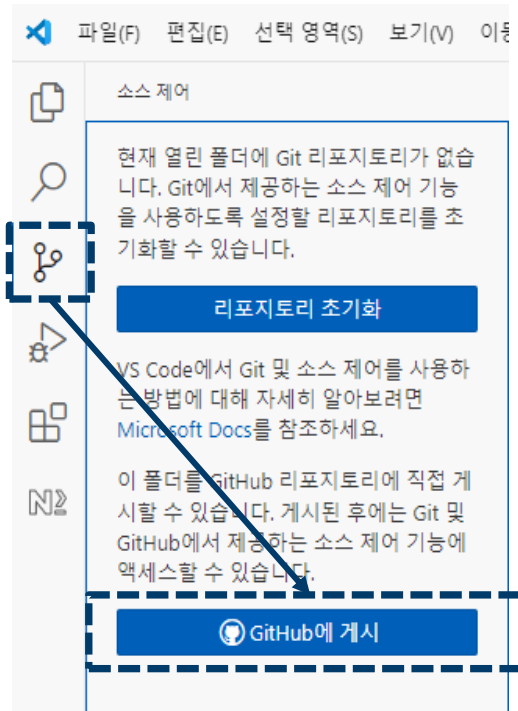 파일(F) 편집(E) 선택 영역(S) 보기(V)
소스 제어
현재 열린 폴더에 Git 리포지토리가 없습
니다. Git에서 제공하는 소스 제어 기능
을 사용하도록 설정할 리포지토리를 초
기화할 수 있습니다.
리포지토리 초기화
VS Code에서 Git 및 소스 제어를 사용하
는 방법에 대해 자세히 알아보려면
Microsoft Docs를 참조하세요.
이 폴더를 GitHub 리포지토리에 직접 게
시할 수 있습니다. 게시된 후에는 Git 및
GitHub에서 제공하는 소스 제어 기능에
액세스할 수 있습니다.
GitHub에 게시